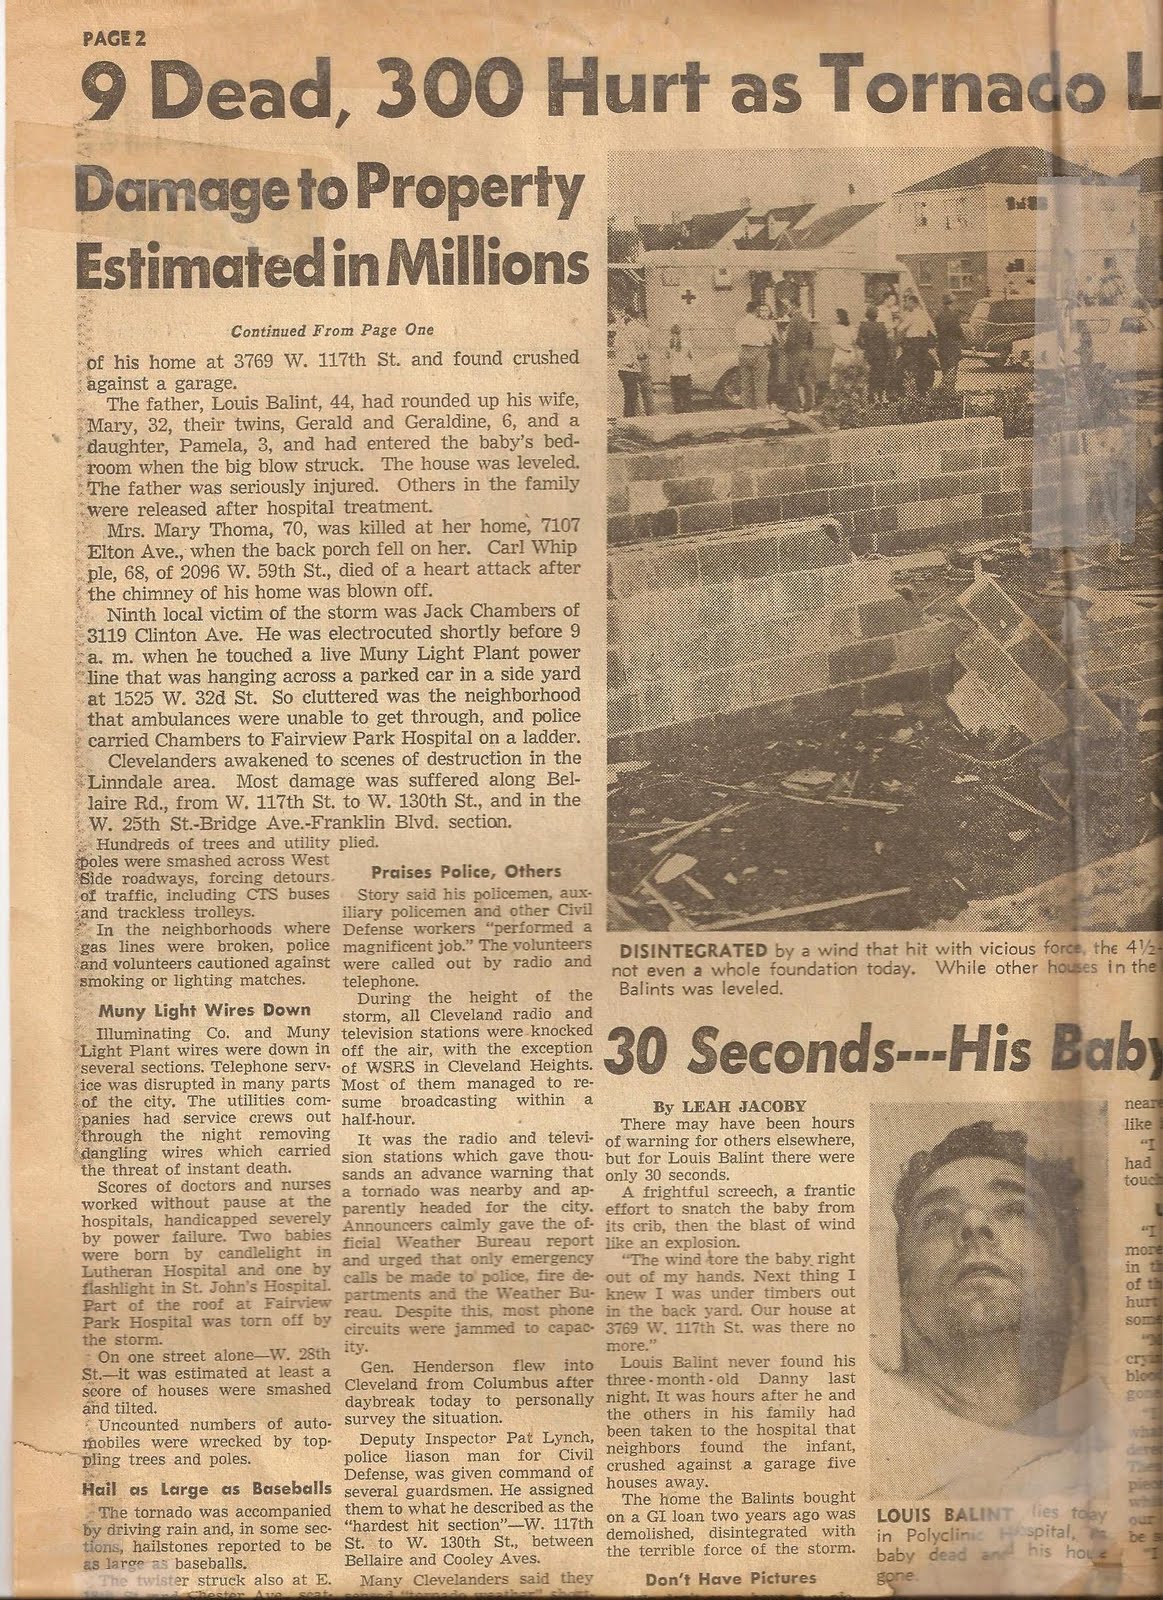 PAGE 2
9 Dead, 300 Hurt as Tornado L
Damage to Property
Estimated in Millions
Continued From Page One
of his home at 3769 W. 117th St. and found crushed
against a garage.
The father, Louis Balint, 44, had rounded up his wife,
Mary, 32, their twins, Gerald and Geraldine, 6, and a
daughter, Pamela, 3, and had entered the baby's bed-
room when the big blow struck. The house was leveled.
The father was seriously injured. Others in the family
were released after hospital treatment.
Mrs. Mary Thoma, 70, was killed at her home, 7107
Elton Ave., when the back porch fell on her. Carl Whip
ple, 68, of 2096 W. 59th St., died of a heart attack after
the chimney of his home was blown off.
Ninth local victim of the storm was Jack Chambers of
3119 Clinton Ave. He was electrocuted shortly before 9
a. m. when he touched a live Muny Light Plant power
line that was hanging across a parked car in a side yard
at 1525 W. 32d St. So cluttered was the neighborhood
that ambulances were unable to get through, and police
carried Chambers to Fairview Park Hospital on a ladder.
Clevelanders awakened to scenes of destruction in the
Linndale area. Most damage was suffered along Bel-
laire Rd., from W. 117th St. to W. 130th St., and in the
W. 25th St.-Bridge Ave.-Franklin Blvd. section.
Hundreds of trees and utility
poles were smashed across West
Side roadways, forcing detours
of traffic, including CTS buses
and trackless trolleys.
In the neighborhoods where
gas lines were broken, police
and volunteers cautioned against
smoking or lighting matches.
Muny Light Wires Down
Illuminating Co. and Muny
Light Plant wires were down in
several sections. Telephone serv-
ice was disrupted in many parts
of the city. The utilities com-
panies had service crews out
through the night removing
dangling wires which carried
the threat of instant death.
Scores of doctors and nurses
worked without pause at the
hospitals, handicapped severely
by power failure. Two babies
were born by candlelight in
Lutheran Hospital and one by
flashlight in St. John's Hospital.
Part of the roof at Fairview
Park Hospital was torn off by
the storm.
On one street alone—W. 28th
St.—it was estimated at least a
score of houses were smashed
and tilted.
Uncounted numbers of auto-
mobiles were wrecked by top-
pling trees and poles.
Hail as Large as Baseballs
The tornado was accompanied
by driving rain and, in some sec-
tions, hailstones reported to be
as large as baseballs.
The twister struck also at E.
Chester Ave.
plied.
Praises Police, Others
Story said his policemen, aux-
iliary policemen and other Civil
Defense workers "performed a
magnificent job." The volunteers
were called out by radio and
telephone.
During the height of the
storm, all Cleveland radio and
television stations were knocked
off the air, with the exception
of WSRS in Cleveland Heights.
Most of them managed to re-
sume broadcasting within a
half-hour.
It was the radio and televi-
sion stations which gave thou-
sands an advance warning that
a tornado was nearby and ap-
parently headed for the city.
Announcers calmly gave the of-
ficial Weather Bureau report
and urged that only emergency
calls be made to police, fire de-
partments and the Weather Bu-
reau. Despite this, most phone
circuits were jammed to capac-
ity.
Gen. Henderson flew into
Cleveland from Columbus after
daybreak today to personally
survey the situation.
Deputy Inspector Pat Lynch,
police liason man for Civil
Defense, was given command of
several guardsmen. He assigned
them to what he described as the
"hardest hit section"—W. 117th
St. to W. 130th St., between
Bellaire and Cooley Aves.
Many Clevelanders said they
"tornado weather"
DISINTEGRATED by a wind that hit with vicious force, the 4½-
not even a whole foundation today. While other houses in the
Balints was leveled.
30 Seconds---His Baby
By LEAH JACOBY
There may have been hours
of warning for others elsewhere,
but for Louis Balint there were
only 30 seconds.
A frightful screech, a frantic
effort to snatch the baby from
its crib, then the blast of wind
like an explosion.
"The wind tore the baby right
out of my hands. Next thing I
knew I was under timbers out
in the back yard. Our house at
3769 W. 117th St. was there no
more."
Louis Balint never found his
three-month-old Danny last
night. It was hours after he and
the others in his family had
been taken to the hospital that
neighbors found the infant,
crushed against a garage five
houses away.
The home the Balints bought
on a GI loan two years ago was
demolished, disintegrated with
the terrible force of the storm.
Don't Have Pictures
LOUIS BALINT lies today
in Polyclinic Hospital,
baby dead and his house
gone.
neare
like
"I
had
touc
"I
more
in t
of th
hurt
som
cryi
bloo
gone